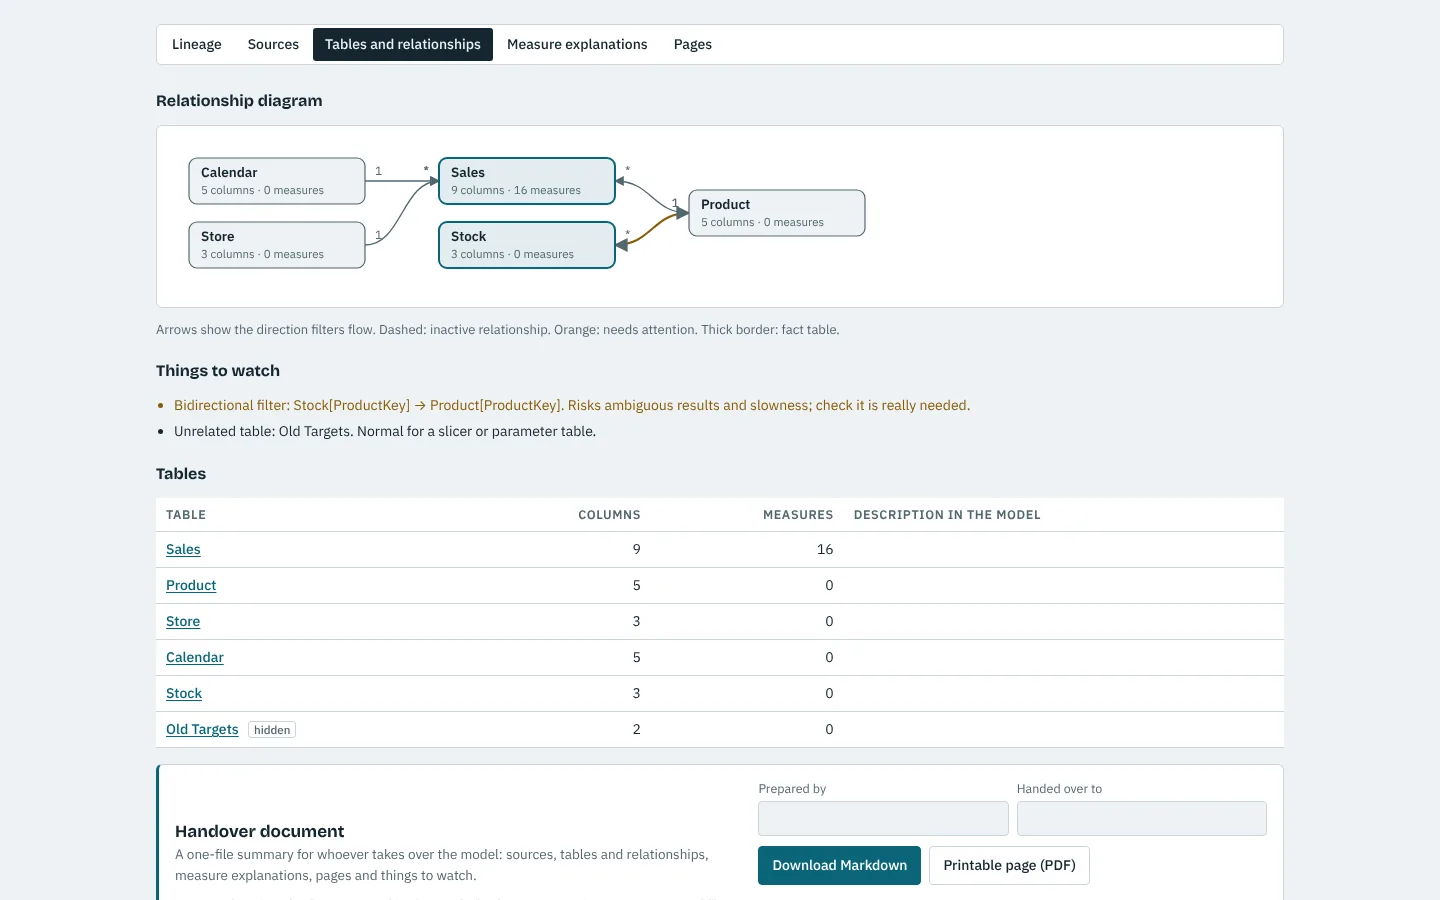 Lineage Sources Tables and relationships Measure explanations Pages
Relationship diagram
Calendar
5 columns · 0 measures
1 *
Sales
9 columns · 16 measures
*
Store
3 columns · 0 measures
1
Stock
3 columns · 0 measures
*
1
Product
5 columns · 0 measures
Arrows show the direction filters flow. Dashed: inactive relationship. Orange: needs attention. Thick border: fact table.
Things to watch
• Bidirectional filter: Stock[ProductKey] → Product[ProductKey]. Risks ambiguous results and slowness; check it is really needed.
• Unrelated table: Old Targets. Normal for a slicer or parameter table.
Tables
TABLE COLUMNS MEASURES DESCRIPTION IN THE MODEL
Sales 9 16
Product 5 0
Store 3 0
Calendar 5 0
Stock 3 0
Old Targets hidden 2 0
Handover document
A one-file summary for whoever takes over the model: sources, tables and relationships,
measure explanations, pages and things to watch.
Prepared by Handed over to
Download Markdown Printable page (PDF)